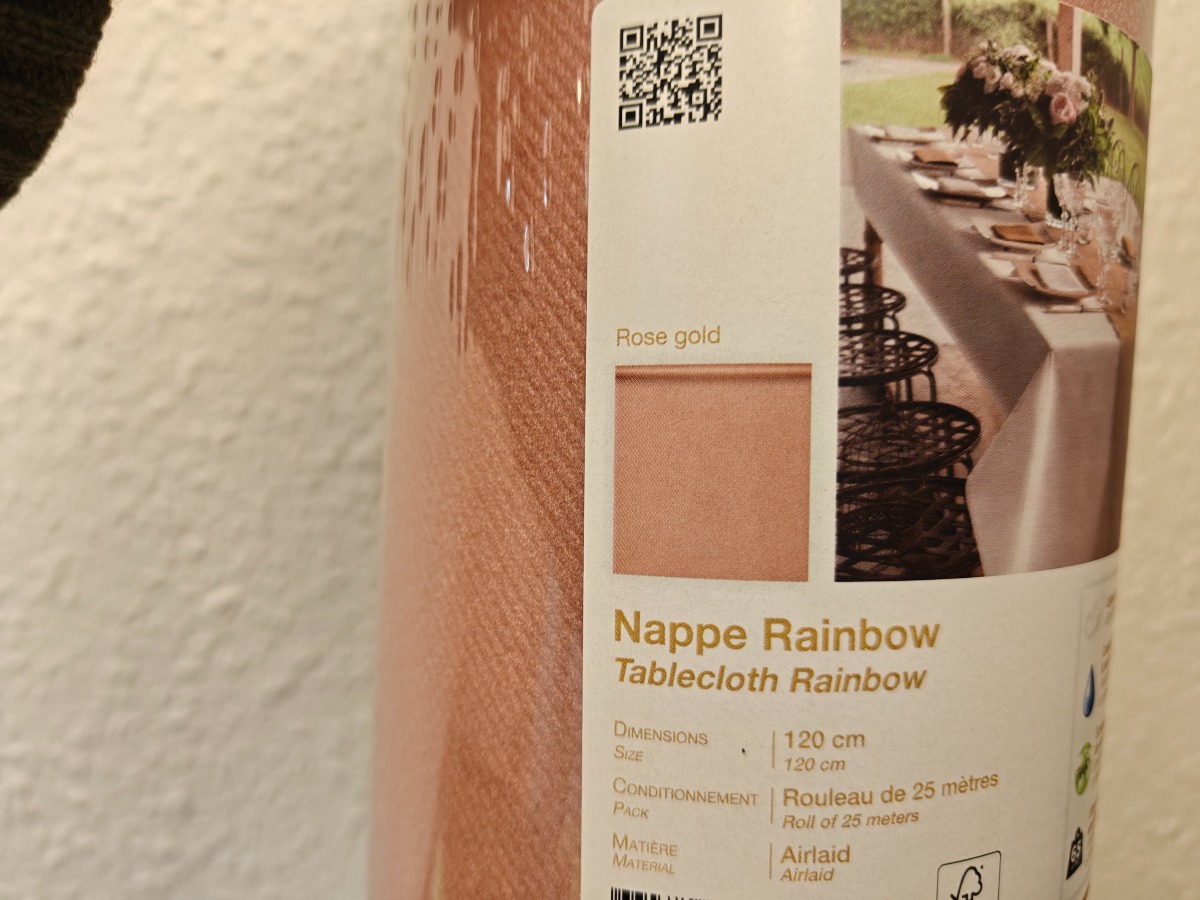 Rose gold
Nappe Rainbow
Tablecloth Rainbow
DIMENSIONS
SIZE
120 cm
120 cm
CONDITIONNEMENT
PACK
Rouleau de 25 mètres
Roll of 25 meters
MATIÈRE
MATERIAL
Airlaid
Airlaid
65